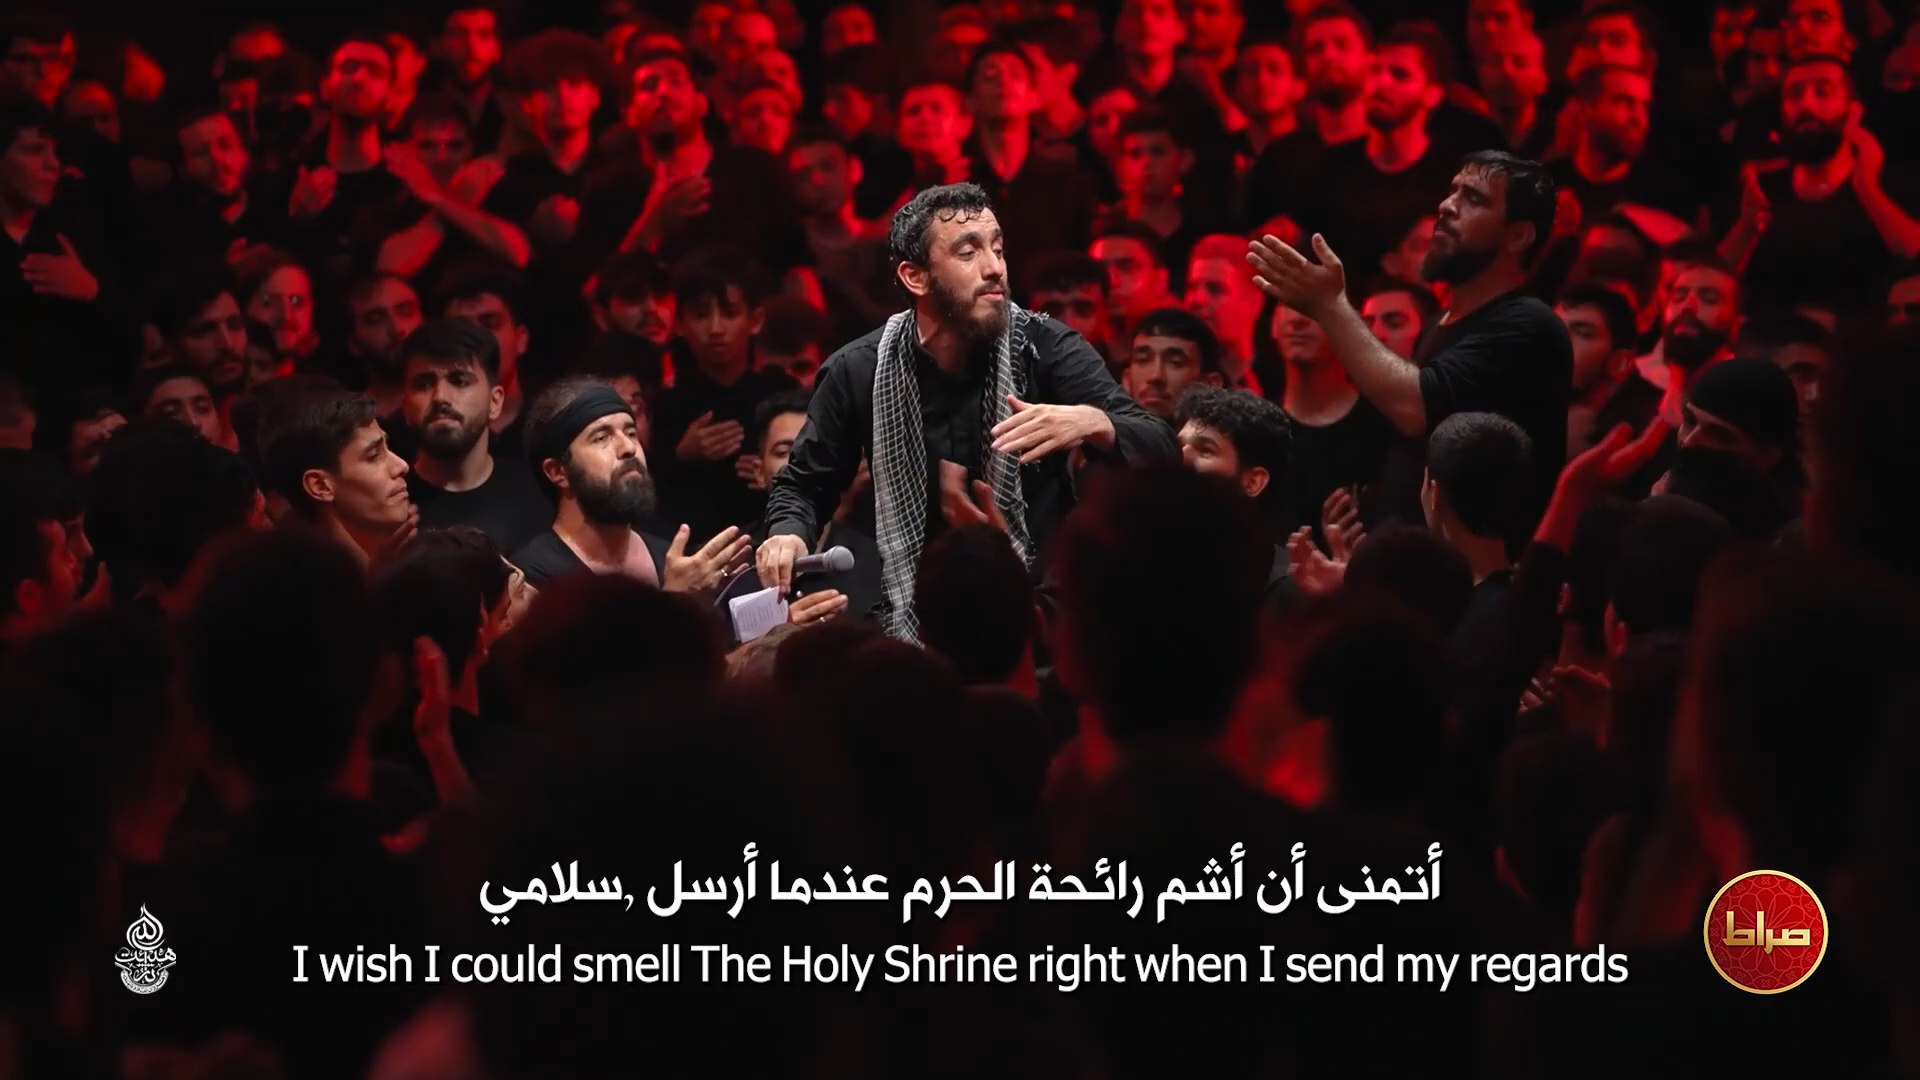 أتمنى أن أشم رائحة الحرم عندما أرسل ,سلامي
I wish I could smell The Holy Shrine right when I send my regards
صراط